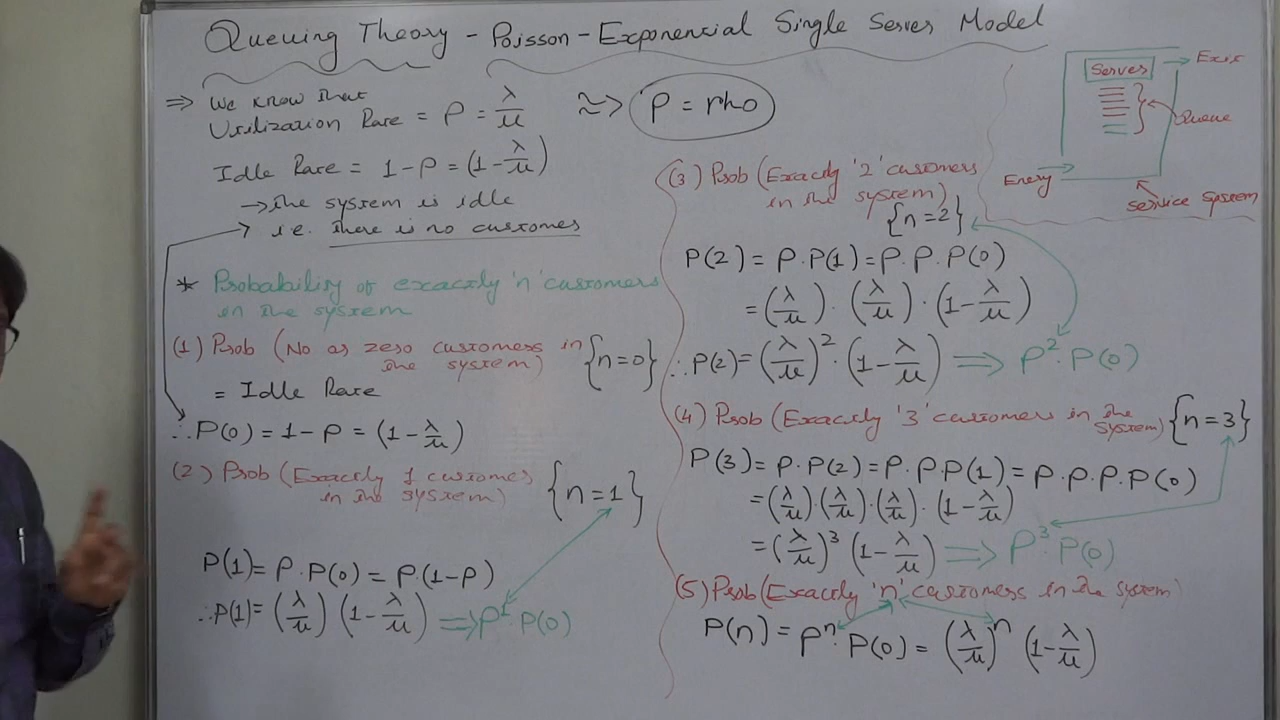 Queuing Theory - Poisson - Exponential Single Server Model
⇒ We know that
Utilization Rate = ρ = λ/μ ≈> ρ = rho
Idle Rate = 1-ρ = (1-λ/μ)
→ the system is idle
i.e. there is no customer
* Probability of exactly 'n' customers
in the system
(1) Prob (No or zero customers in
the system) {n=0}
= Idle Rate
∴ P(0) = 1-ρ = (1-λ/μ)
(2) Prob (Exactly 1 customer
in the system) {n=1}
P(1) = ρ.P(0) = ρ(1-ρ)
∴ P(1) = (λ/μ) (1-λ/μ) ⇒ ρ¹.P(0)
(3) Prob (Exactly '2' customers
in the system)
{n=2}
P(2) = ρ.P(1) = ρ.ρ.P(0)
= (λ/μ).(λ/μ).(1-λ/μ)
∴ P(2) = (λ/μ)².(1-λ/μ) ⇒ ρ².P(0)
(4) Prob (Exactly '3' customers in the
system) {n=3}
P(3) = ρ.P(2) = ρ.ρ.P(1) = ρ.ρ.ρ.P(0)
= (λ/μ)(λ/μ).(λ/μ).(1-λ/μ)
= (λ/μ)³ (1-λ/μ) ⇒ ρ³.P(0)
(5) Prob (Exactly 'n' customers in the system)
P(n) = ρⁿ.P(0) = (λ/μ)ⁿ (1-λ/μ)
Server
Exit
Queue
Entry
Service System